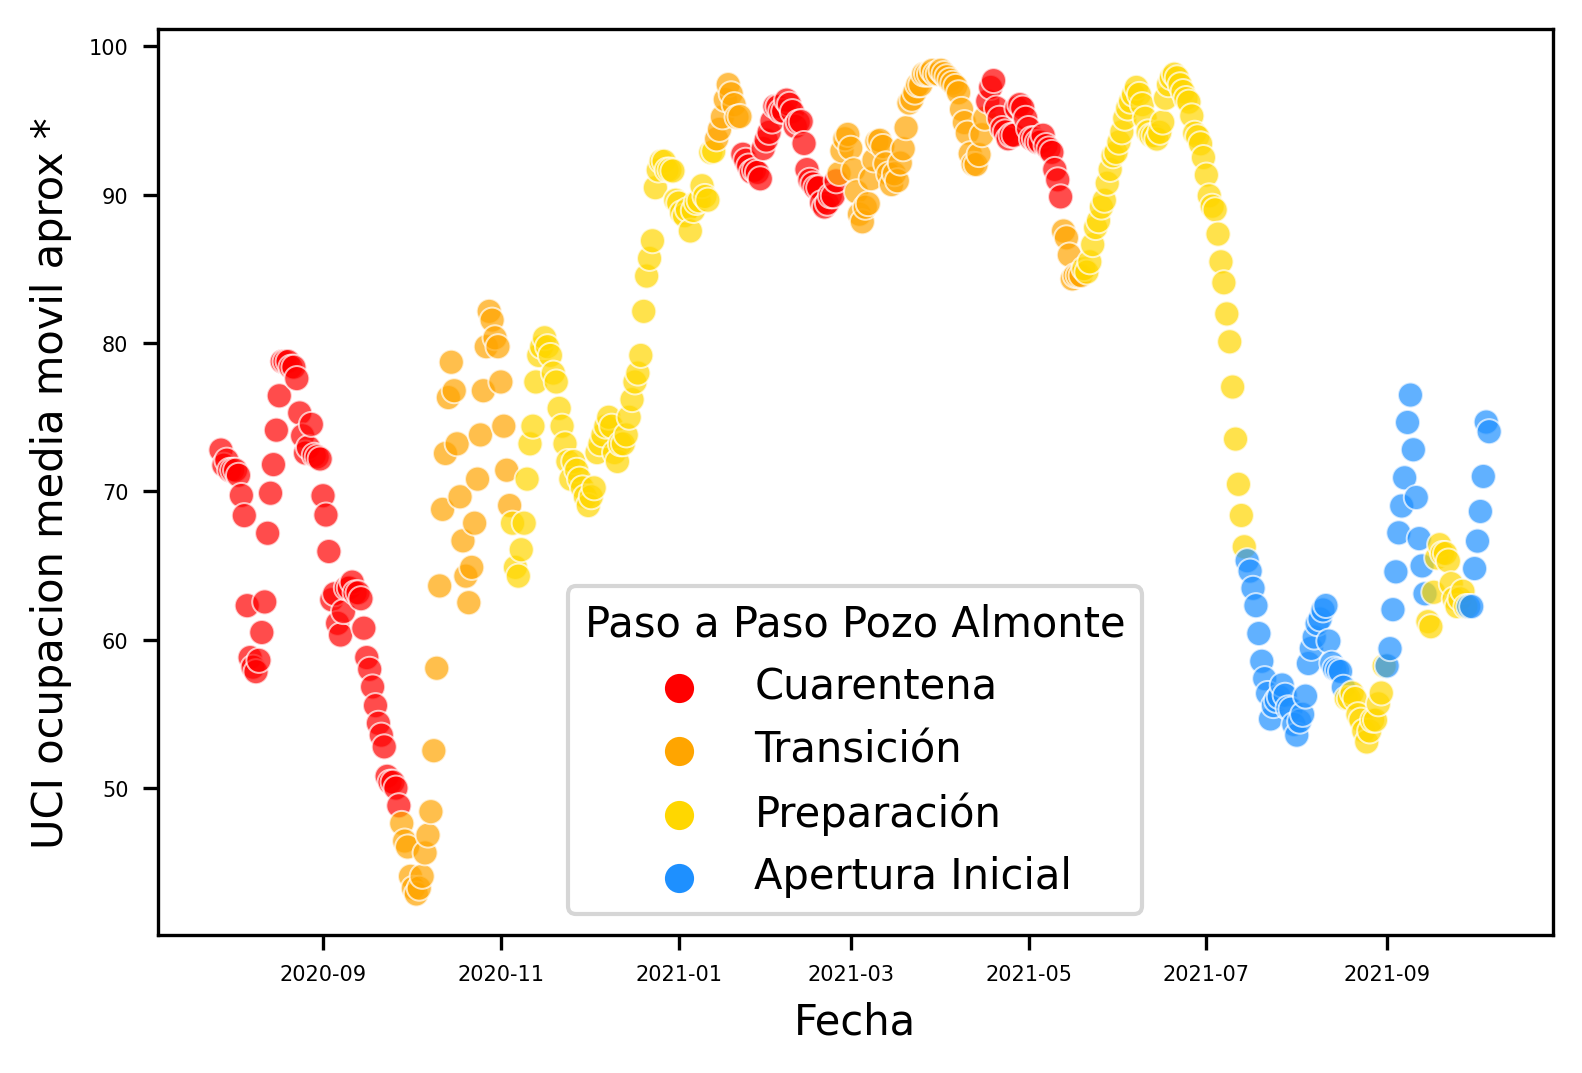 UCI ocupacion media movil aprox *
100
90
80
70
60
50
Paso a Paso Pozo Almonte
Cuarentena
Transición
Preparación
Apertura Inicial
2020-09
2020-11
2021-01
2021-03
2021-05
2021-07
2021-09
Fecha